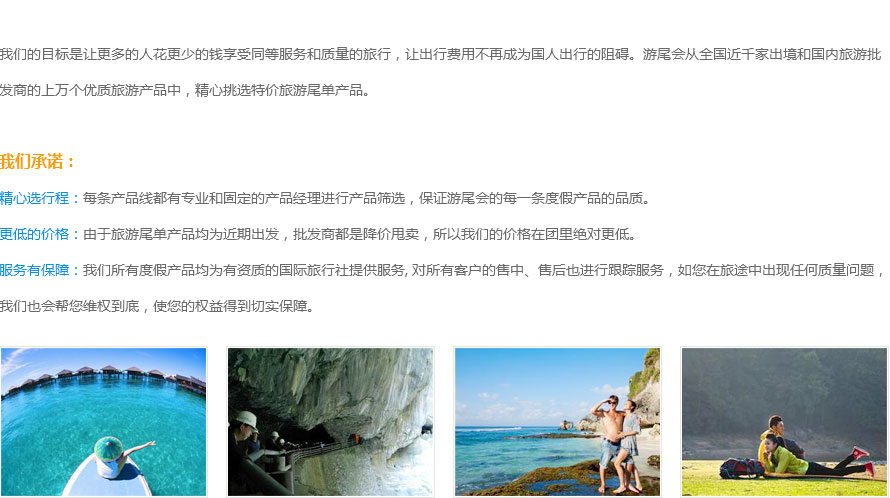 我们的目标是让更多的人花更少的钱享受同等服务和质量的旅行，让出行费用不再成为国人出行的阻碍。游尾会从全国近千家出境和国内旅游批
发商的上万个优质旅游产品中，精心挑选特价旅游尾单产品。
我们承诺：
精心选行程：每条产品线都有专业和固定的产品经理进行产品筛选，保证游尾会的每一条度假产品的品质。
更低的价格：由于旅游尾单产品均为近期出发，批发商都是降价甩卖，所以我们的价格在团里绝对更低。
服务有保障：我们所有度假产品均为有资质的国际旅行社提供服务, 对所有客户的售中、售后也进行跟踪服务，如您在旅途中出现任何质量问题，
我们也会帮您维权到底，使您的权益得到切实保障。